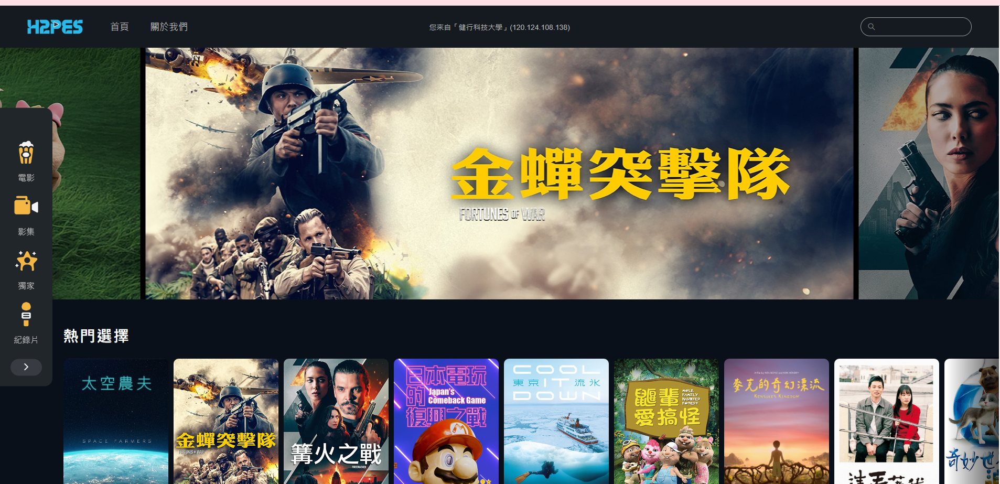 H2PES
首頁
關於我們
您來自「健行科技大學」(120.124.108.138)
金蟬突擊隊
FORTUNES OF WAR
電影
影集
獨家
紀錄片
熱門選擇
太空農夫
SPACE FARMERS
金蟬突擊隊
FORTUNES OF WAR
篝火之戰
FIRECRACKER
日本電玩
的
Japan's
Comeback Game
復興之戰
COOL
東京 IT 流氷
DOWN
鼴輩
愛搞怪
MOLE
FAMILY
HAUNTED
FOREST
麥克的奇幻漂流
KENSUKE'S KINGDOM
奇妙世